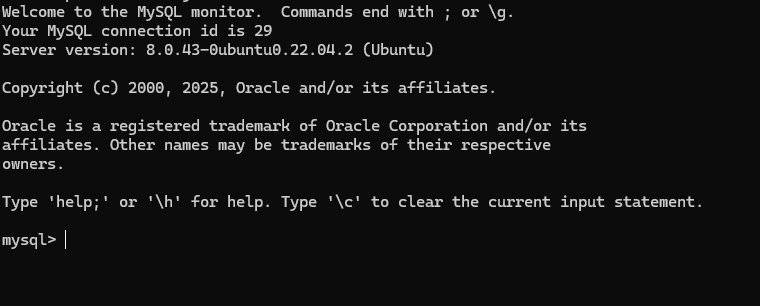 Welcome to the MySQL monitor.  Commands end with ; or \g.
Your MySQL connection id is 29
Server version: 8.0.43-0ubuntu0.22.04.2 (Ubuntu)
Copyright (c) 2000, 2025, Oracle and/or its affiliates.
Oracle is a registered trademark of Oracle Corporation and/or its
affiliates. Other names may be trademarks of their respective
owners.
Type 'help;' or '\h' for help. Type '\c' to clear the current input statement.
mysql>